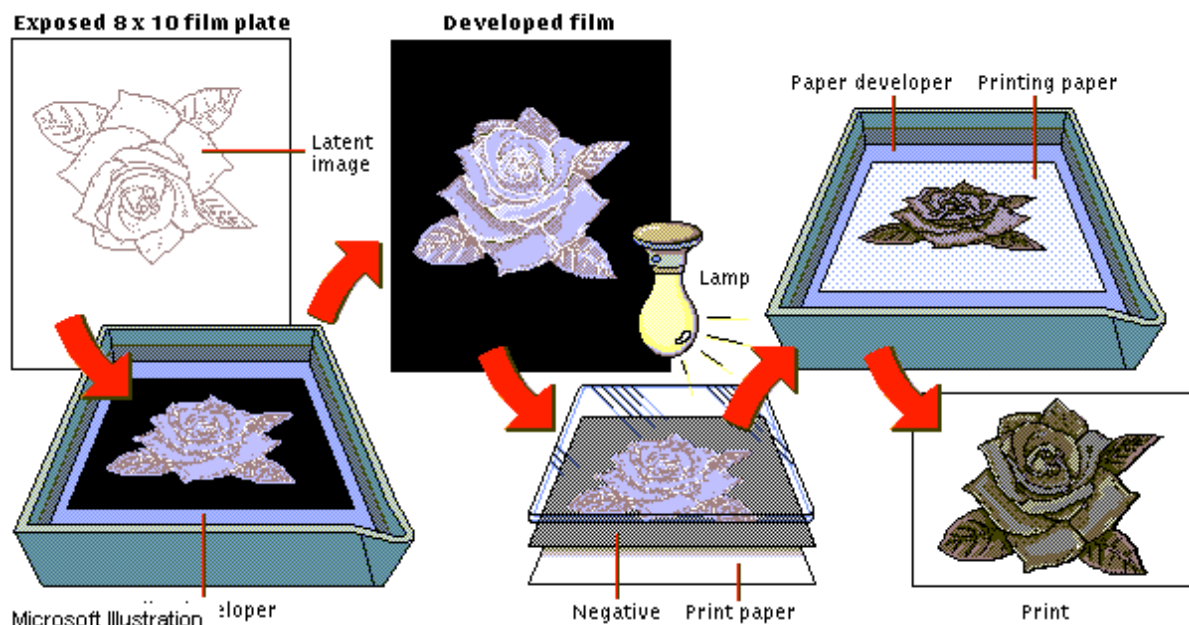 Exposed 8 x 10 film plate
Developed film
Paper developer
Printing paper
Latent
image
Lamp
Microsoft Illustration
Negative
Print paper
Print